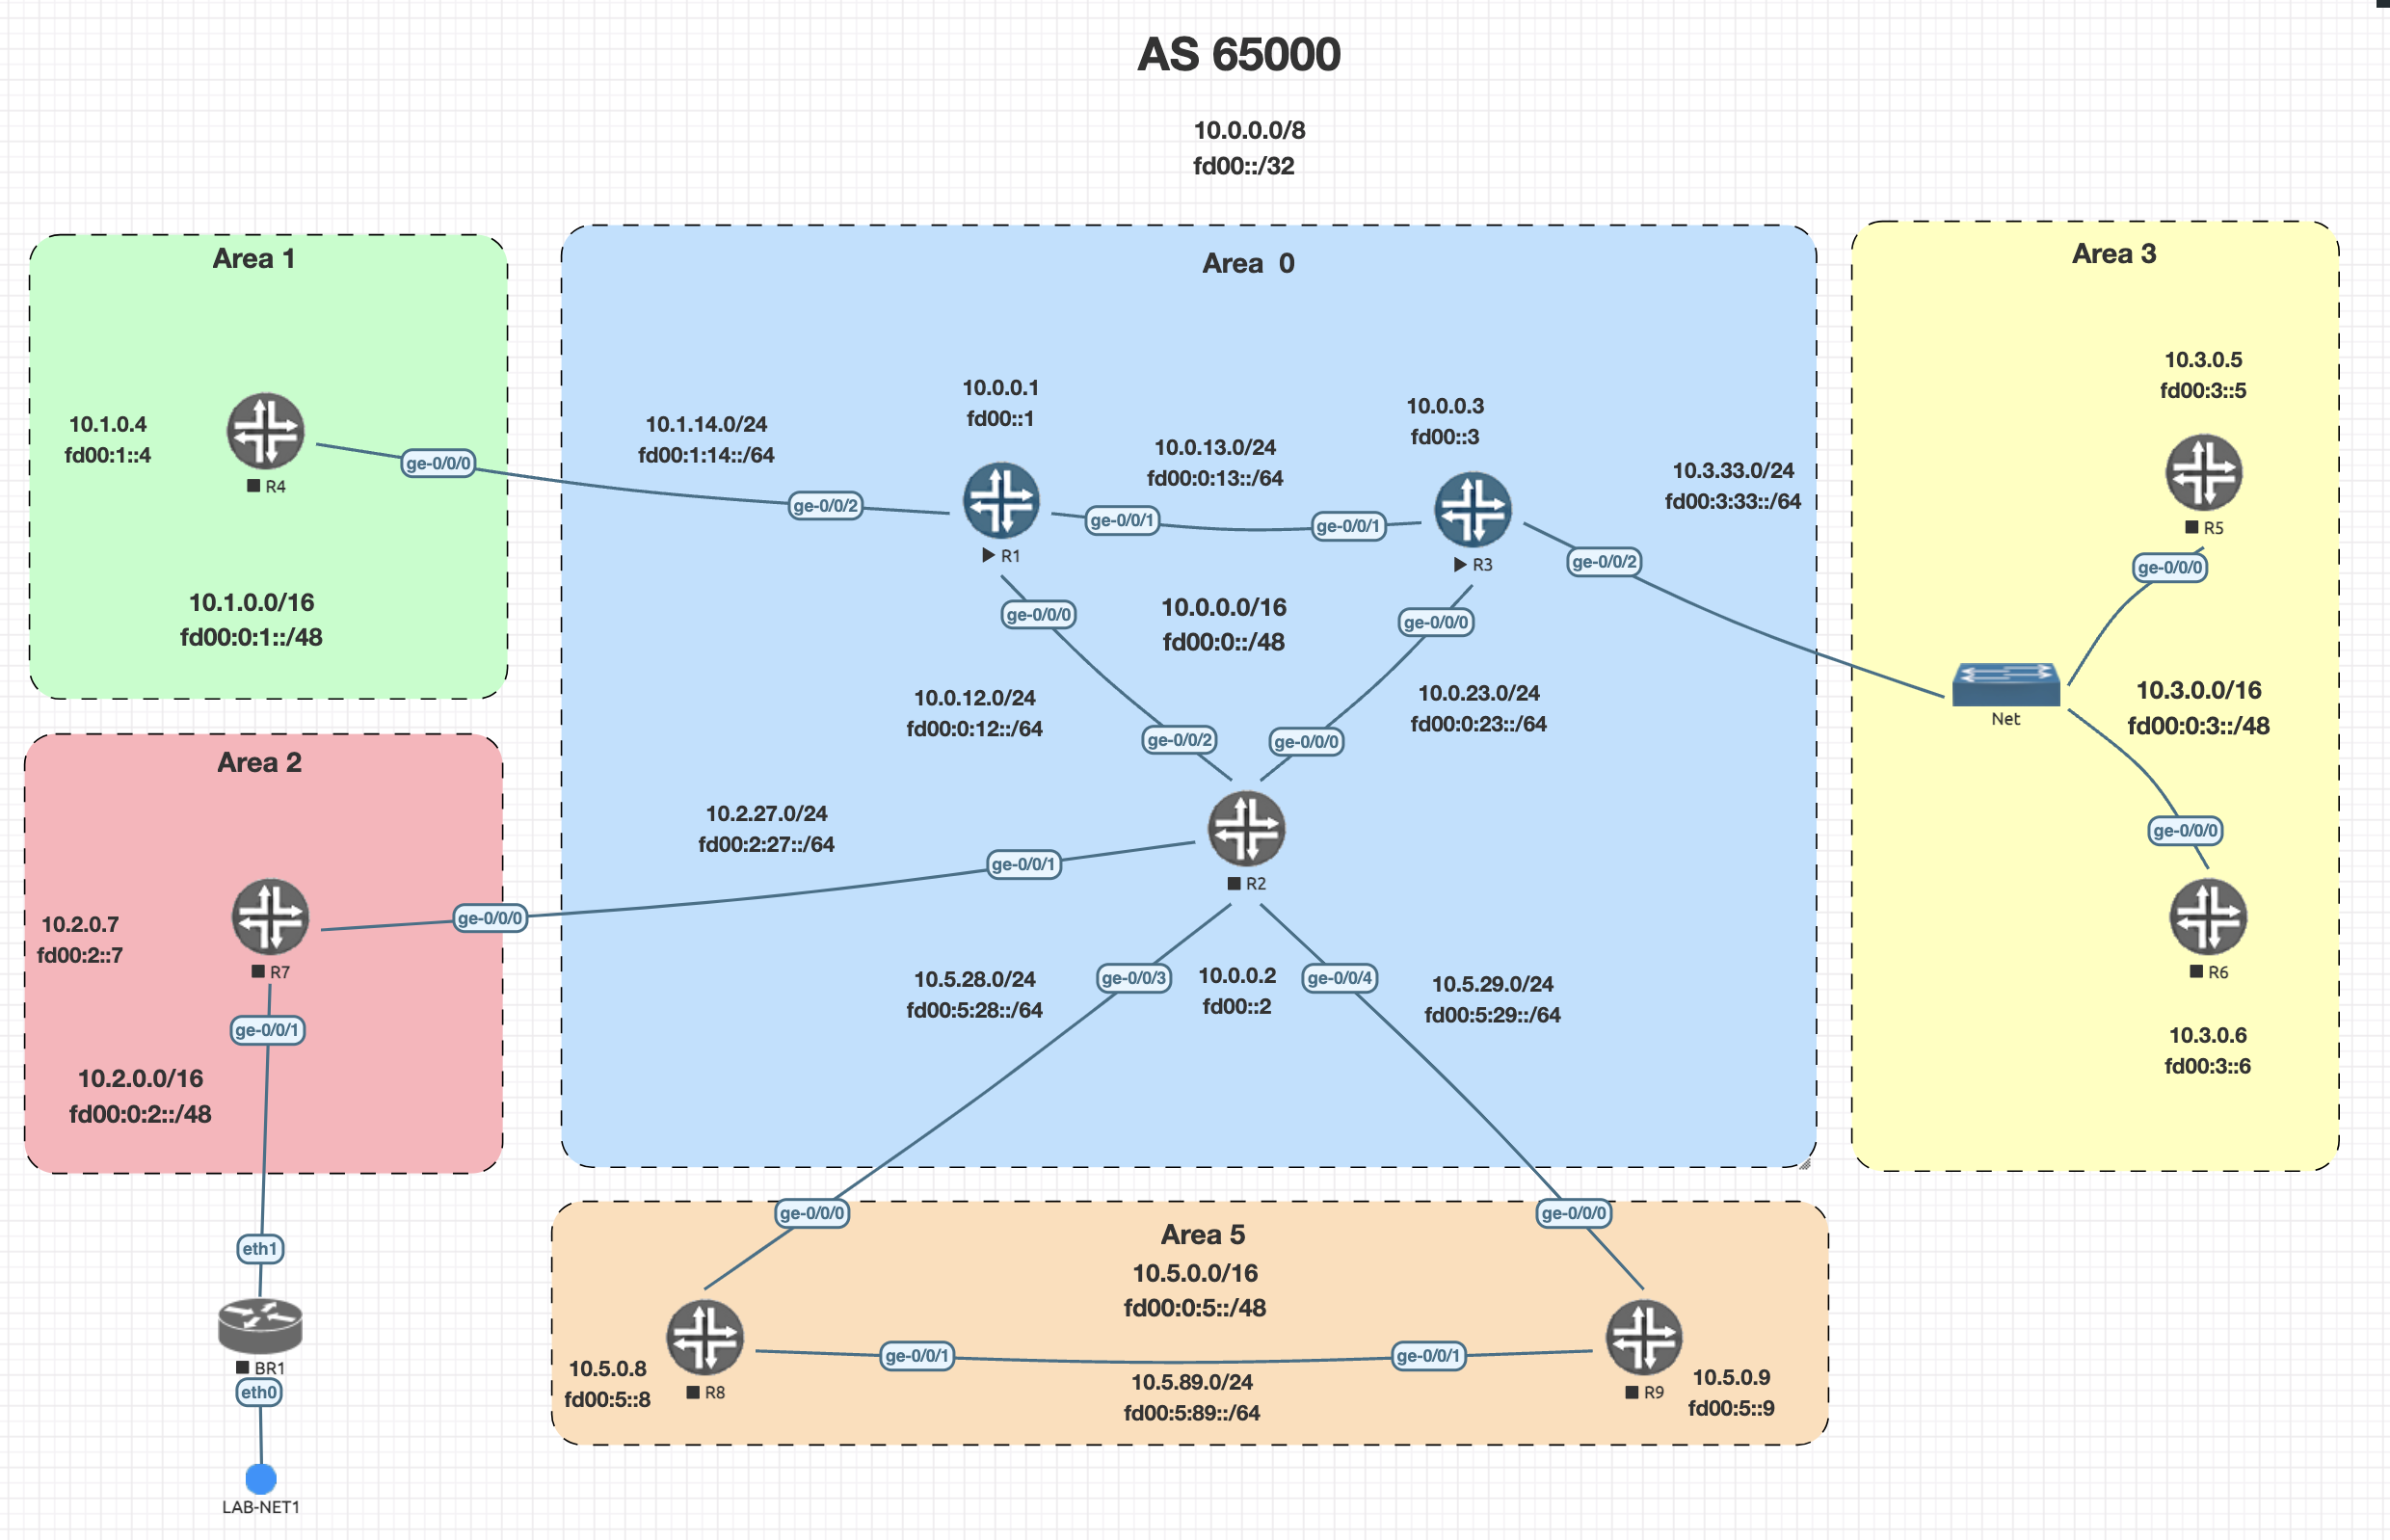 AS 65000
10.0.0.0/8
fd00::/32
Area 1
10.1.0.4
fd00:1::4
R4
ge-0/0/0
10.1.0.0/16
fd00:0:1::/48
Area  0
10.1.14.0/24
fd00:1:14::/64
ge-0/0/2
10.0.0.1
fd00::1
R1
ge-0/0/1
10.0.13.0/24
fd00:0:13::/64
ge-0/0/1
10.0.0.3
fd00::3
R3
ge-0/0/2
10.3.33.0/24
fd00:3:33::/64
ge-0/0/0
10.0.0.0/16
fd00:0::/48
ge-0/0/0
10.0.12.0/24
fd00:0:12::/64
ge-0/0/2
ge-0/0/0
10.0.23.0/24
fd00:0:23::/64
10.2.27.0/24
fd00:2:27::/64
ge-0/0/1
R2
10.5.28.0/24
fd00:5:28::/64
ge-0/0/3
10.0.0.2
fd00::2
ge-0/0/4
10.5.29.0/24
fd00:5:29::/64
Area 3
10.3.0.5
fd00:3::5
R5
ge-0/0/0
Net
10.3.0.0/16
fd00:0:3::/48
ge-0/0/0
R6
10.3.0.6
fd00:3::6
Area 2
10.2.0.7
fd00:2::7
R7
ge-0/0/0
ge-0/0/1
10.2.0.0/16
fd00:0:2::/48
eth1
BR1
eth0
LAB-NET1
ge-0/0/0
ge-0/0/0
Area 5
10.5.0.0/16
fd00:0:5::/48
10.5.0.8
fd00:5::8
R8
ge-0/0/1
10.5.89.0/24
fd00:5:89::/64
ge-0/0/1
R9
10.5.0.9
fd00:5::9